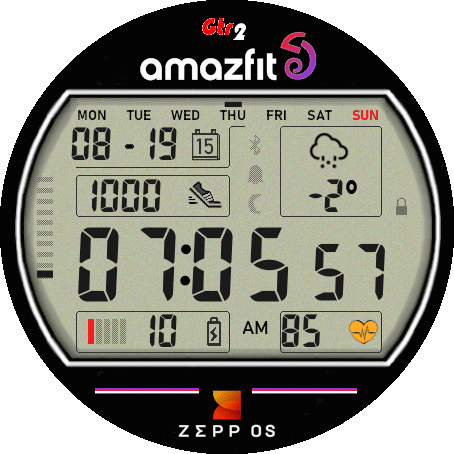 Gtr2
amazfit
MON TUE WED THU FRI SAT SUN
08 - 19 15
1000 -2°
07:05 57
10 AM 85
ZEPP OS